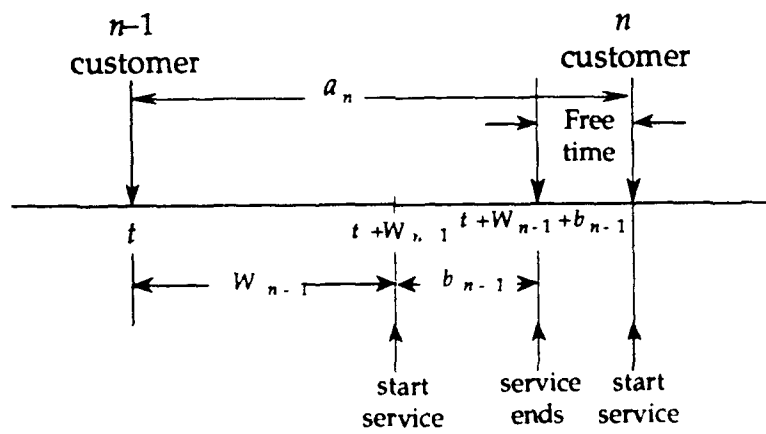 n-1
customer
n
customer
a n
Free
time
t
t +W n - 1
t+W n-1 +b n-1
W n - 1
b n-1
start
service
service
ends
start
service